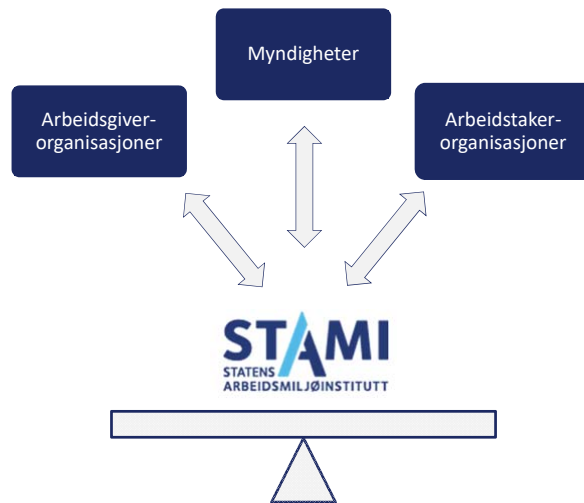 Myndigheter
Arbeidsgiver-
organisasjoner
Arbeidstaker-
organisasjoner
STAMI
STATENS
ARBEIDSMILJØINSTITUTT